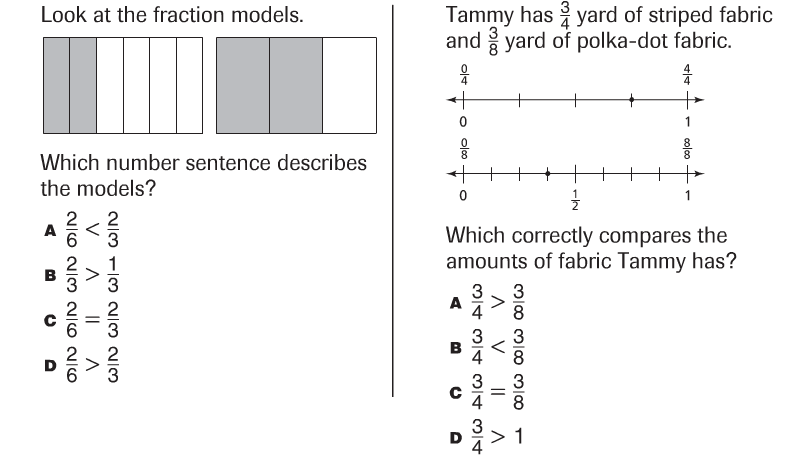 Look at the fraction models.
Which number sentence describes
the models?
A 2/6 < 2/3
B 2/3 > 1/3
C 2/6 = 2/3
D 2/6 > 2/3
Tammy has 3/4 yard of striped fabric
and 3/8 yard of polka-dot fabric.
0/4 4/4
0 1
0/8 8/8
0 1/2 1
Which correctly compares the
amounts of fabric Tammy has?
A 3/4 > 3/8
B 3/4 < 3/8
C 3/4 = 3/8
D 3/4 > 1